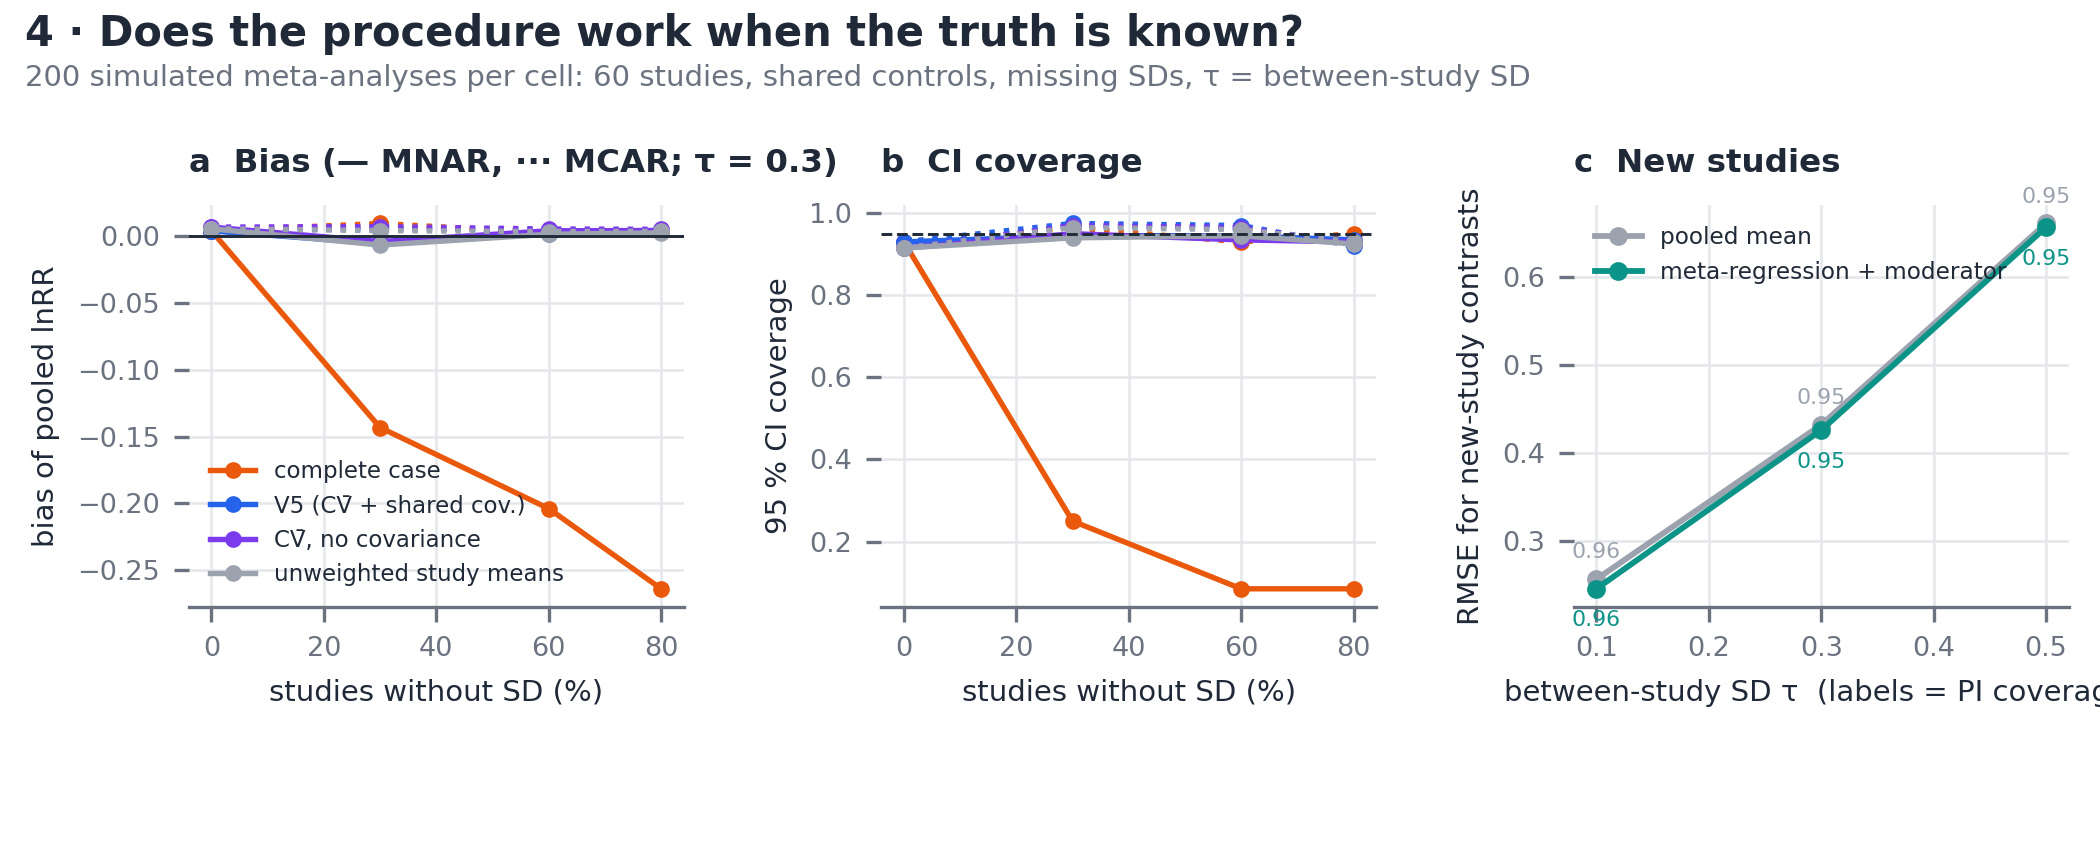 4 · Does the procedure work when the truth is known?
200 simulated meta-analyses per cell: 60 studies, shared controls, missing SDs, τ = between-study SD
a  Bias (— MNAR, ··· MCAR; τ = 0.3)
bias of pooled lnRR
0.00
−0.05
−0.10
−0.15
−0.20
−0.25
complete case
V5 (CV̄ + shared cov.)
CV̄, no covariance
unweighted study means
0 20 40 60 80
studies without SD (%)
b  CI coverage
95 % CI coverage
1.0
0.8
0.6
0.4
0.2
0 20 40 60 80
studies without SD (%)
c  New studies
RMSE for new-study contrasts
0.6
0.5
0.4
0.3
pooled mean
meta-regression + moderator
0.95
0.95
0.95
0.95
0.96
0.96
0.1 0.2 0.3 0.4 0.5
between-study SD τ  (labels = PI coverag